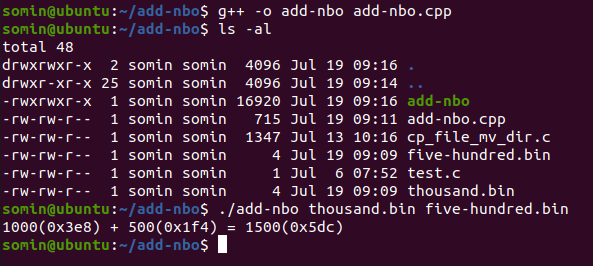 somin@ubuntu:~/add-nbo$ g++ -o add-nbo add-nbo.cpp
somin@ubuntu:~/add-nbo$ ls -al
total 48
drwxrwxr-x  2 somin somin  4096 Jul 19 09:16 .
drwxr-xr-x 25 somin somin  4096 Jul 19 09:14 ..
-rwxrwxr-x  1 somin somin 16920 Jul 19 09:16 add-nbo
-rw-rw-r--  1 somin somin   715 Jul 19 09:11 add-nbo.cpp
-rw-rw-r--  1 somin somin  1347 Jul 13 10:16 cp_file_mv_dir.c
-rw-rw-r--  1 somin somin     4 Jul 19 09:09 five-hundred.bin
-rw-rw-r--  1 somin somin     1 Jul  6 07:52 test.c
-rw-rw-r--  1 somin somin     4 Jul 19 09:09 thousand.bin
somin@ubuntu:~/add-nbo$ ./add-nbo thousand.bin five-hundred.bin
1000(0x3e8) + 500(0x1f4) = 1500(0x5dc)
somin@ubuntu:~/add-nbo$